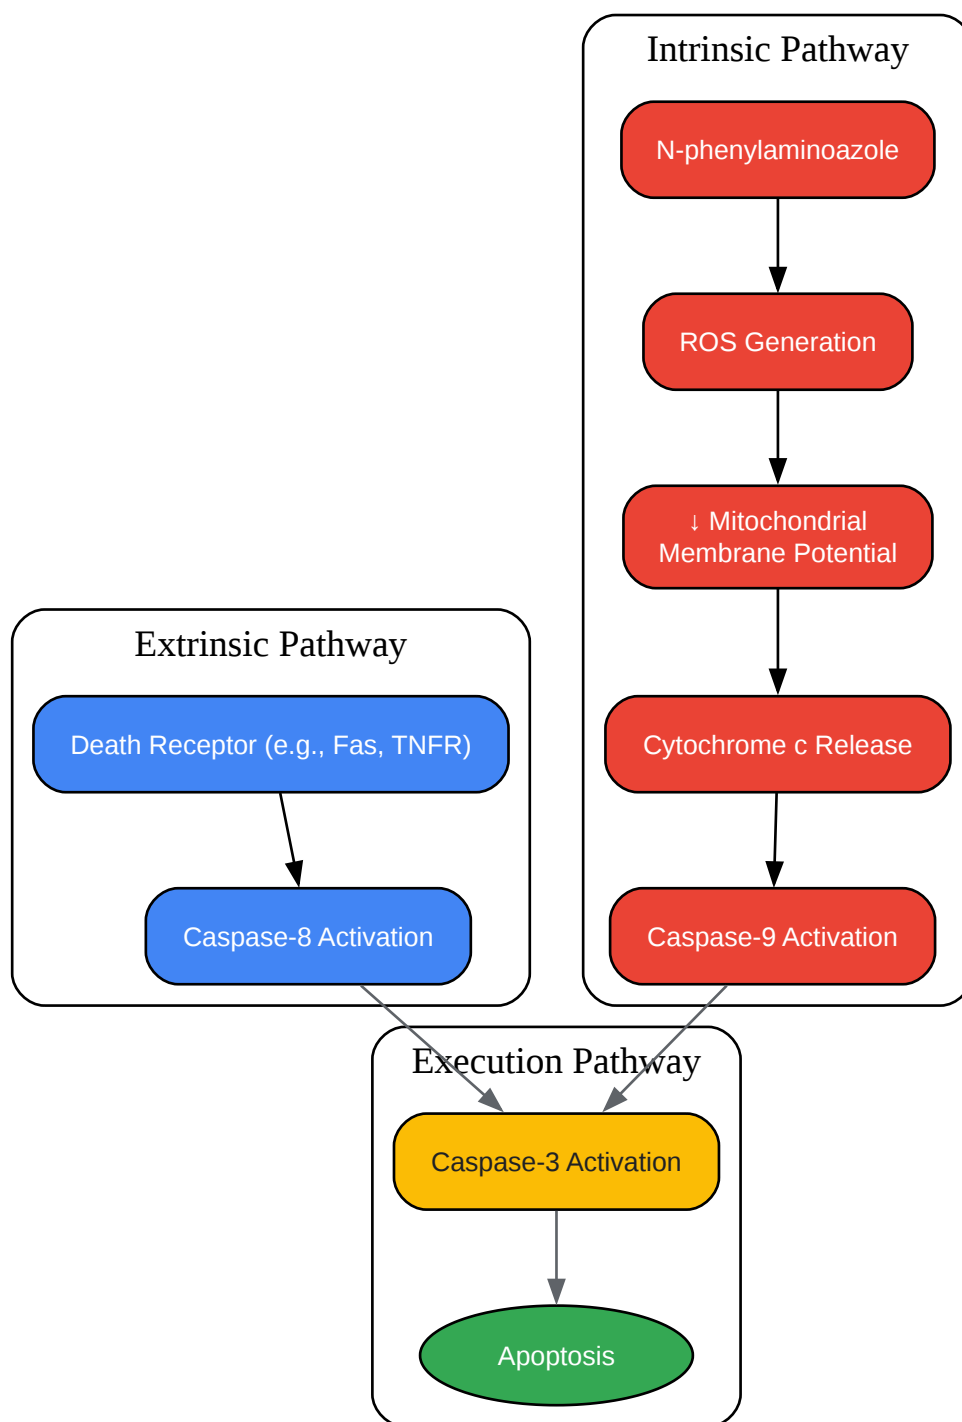 Intrinsic Pathway
N-phenylaminoazole
ROS Generation
↓ Mitochondrial
Membrane Potential
Cytochrome c Release
Caspase-9 Activation
Extrinsic Pathway
Death Receptor (e.g., Fas, TNFR)
Caspase-8 Activation
Execution Pathway
Caspase-3 Activation
Apoptosis